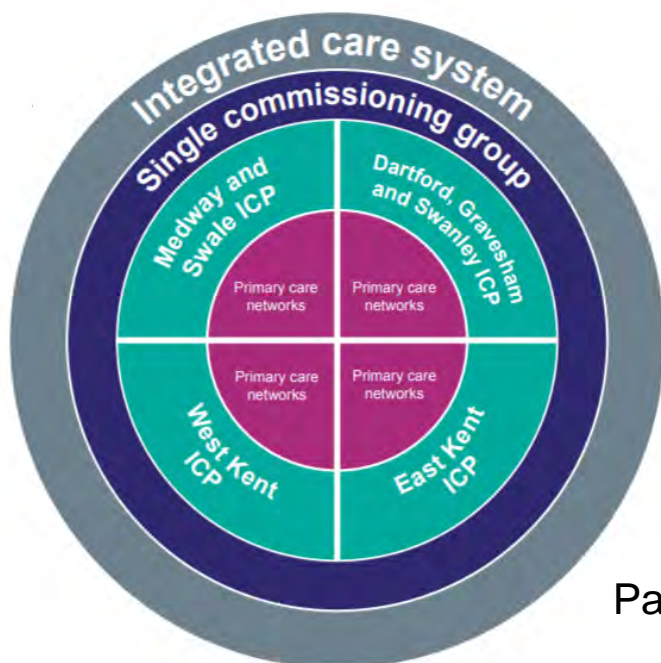 Integrated care system
Single commissioning group
Medway and
Swale ICP
Dartford, Gravesham
and Swanley ICP
Primary care
networks
Primary care
networks
Primary care
networks
Primary care
networks
West Kent
ICP
East Kent
ICP
Pa